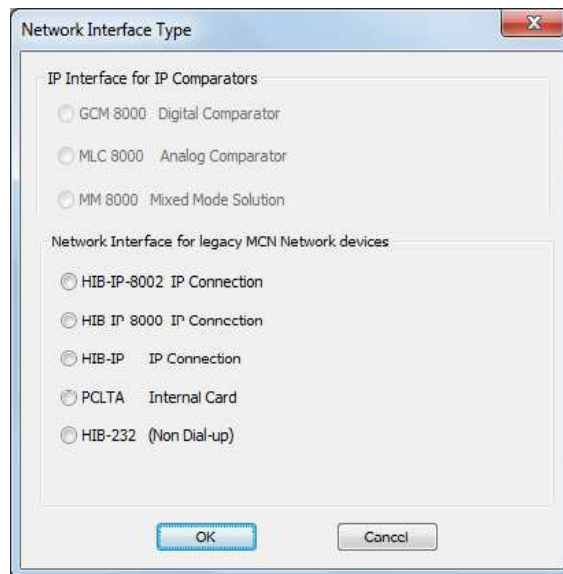 Network Interface Type
IP Interface for IP Comparators
GCM 8000 Digital Comparator
MLC 8000 Analog Comparator
MM 8000 Mixed Mode Solution
Network Interface for legacy MCN Network devices
HIB-IP-8002 IP Connection
HIB IP 8000 IP Connection
HIB-IP IP Connection
PCLTA Internal Card
HIB-232 (Non Dial-up)
OK Cancel